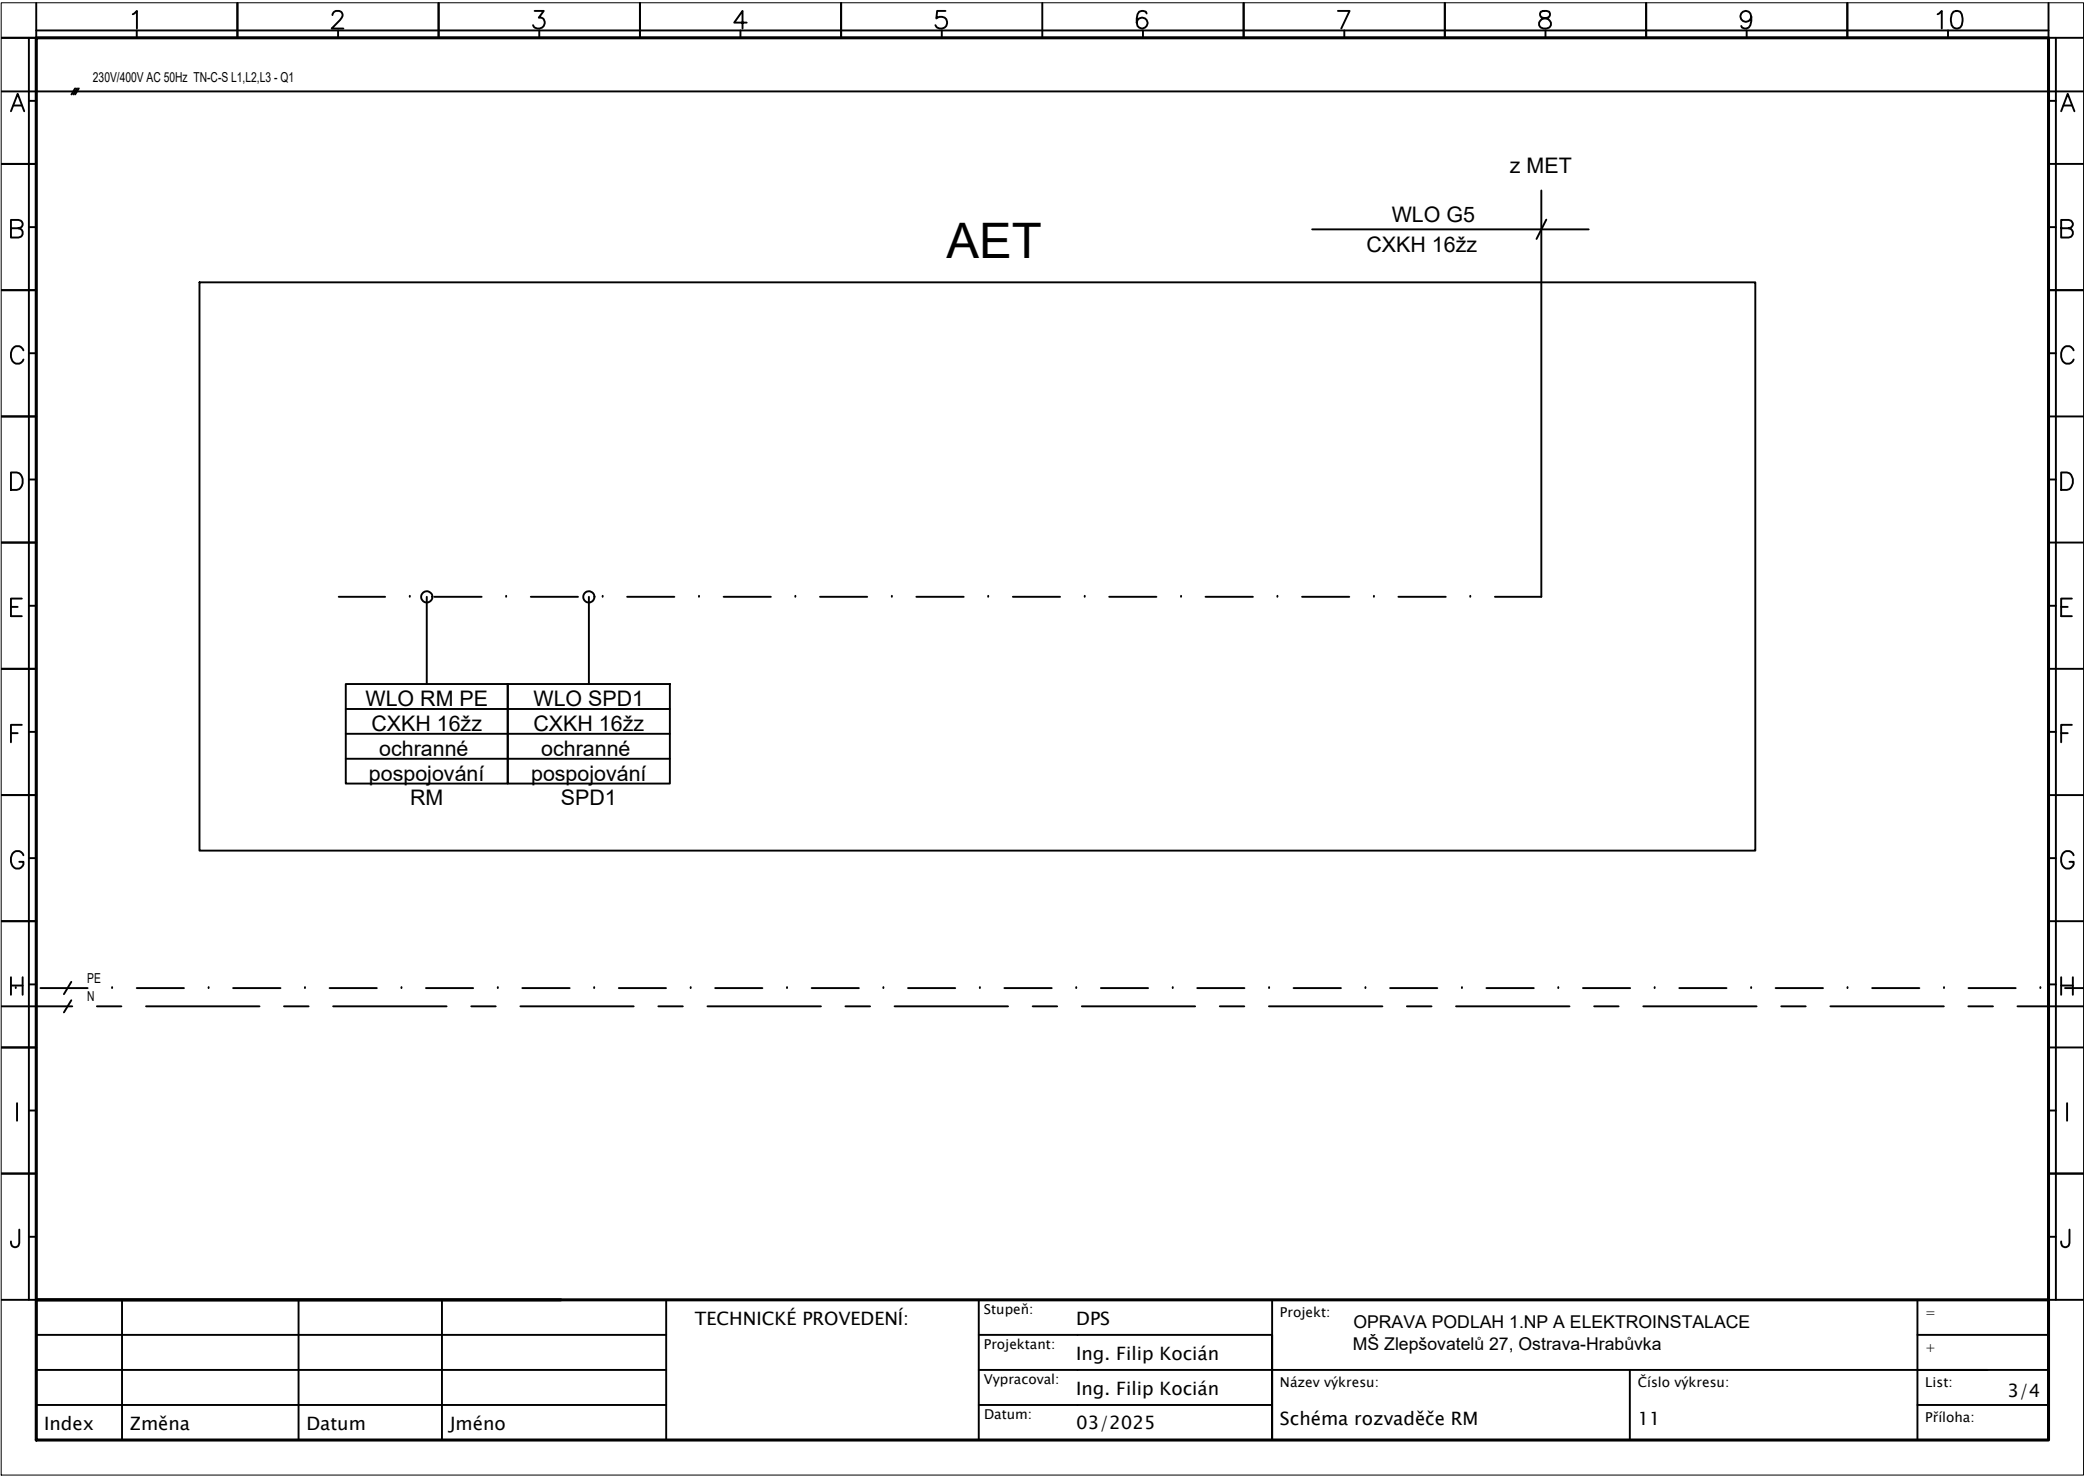 1 2 3 4 5 6 7 8 9 10
230V/400V AC 50Hz TN-C-S L1,L2,L3 - Q1
A A
z MET
WLO G5
B B
AET
CXKH 16žz
C C
D D
E E
WLO RM PE WLO SPD1
CXKH 16žz CXKH 16žz
F F
ochranné ochranné
pospojování pospojování
RM SPD1
G G
PE
H H
N
I I
J J
TECHNICKÉ PROVEDENÍ:
Stupeň: DPS
Projekt: OPRAVA PODLAH 1.NP A ELEKTROINSTALACE
MŠ Zlepšovatelů 27, Ostrava-Hrabůvka
=
+
Projektant: Ing. Filip Kocián
Vypracoval: Ing. Filip Kocián
Název výkresu:
Schéma rozvaděče RM
Číslo výkresu:
11
List: 3/4
Index Změna Datum Jméno
Datum: 03/2025
Příloha: